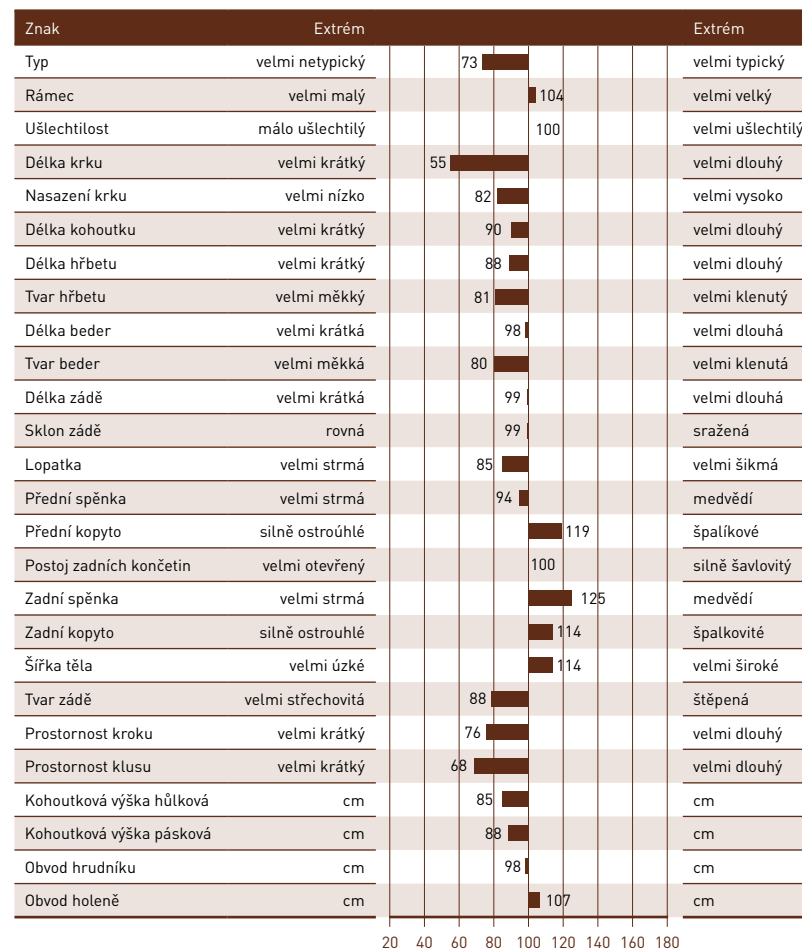 Znak Extrém Extrém
Typ velmi netypický 73 velmi typický
Rámec velmi malý 104 velmi velký
Ušlechtilost málo ušlechtilý 100 velmi ušlechtilý
Délka krku velmi krátký 55 velmi dlouhý
Nasazení krku velmi nízko 82 velmi vysoko
Délka kohoutku velmi krátký 90 velmi dlouhý
Délka hřbetu velmi krátký 88 velmi dlouhý
Tvar hřbetu velmi měkký 81 velmi klenutý
Délka beder velmi krátká 98 velmi dlouhá
Tvar beder velmi měkká 80 velmi klenutá
Délka zádě velmi krátká 99 velmi dlouhá
Sklon zádě rovná 99 sražená
Lopatka velmi strmá 85 velmi šikmá
Přední spěnka velmi strmá 94 medvědí
Přední kopyto silně ostroúhlé 119 špalíkové
Postoj zadních končetin velmi otevřený 100 silně šavlovitý
Zadní spěnka velmi strmá 125 medvědí
Zadní kopyto silně ostrouhlé 114 špalkovité
Šířka těla velmi úzké 114 velmi široké
Tvar zádě velmi střechovitá 88 štěpená
Prostornost kroku velmi krátký 76 velmi dlouhý
Prostornost klusu velmi krátký 68 velmi dlouhý
Kohoutková výška hůlková cm 85 cm
Kohoutková výška pásková cm 88 cm
Obvod hrudníku cm 98 cm
Obvod holeně cm 107 cm
20 40 60 80 100 120 140 160 180